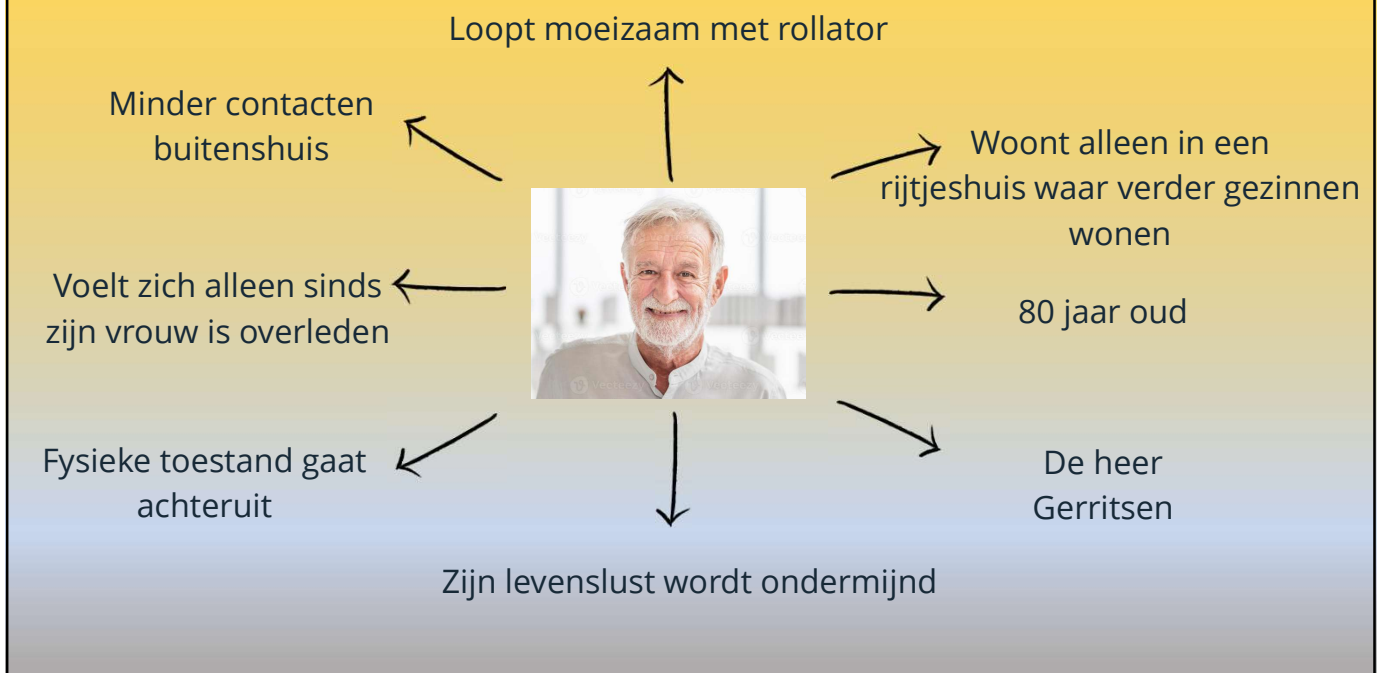 Loopt moeizaam met rollator
Minder contacten
buitenshuis
Woont alleen in een
rijtjeshuis waar verder gezinnen
wonen
Voelt zich alleen sinds
zijn vrouw is overleden
80 jaar oud
Fysieke toestand gaat
achteruit
De heer
Gerritsen
Zijn levenslust wordt ondermijnd